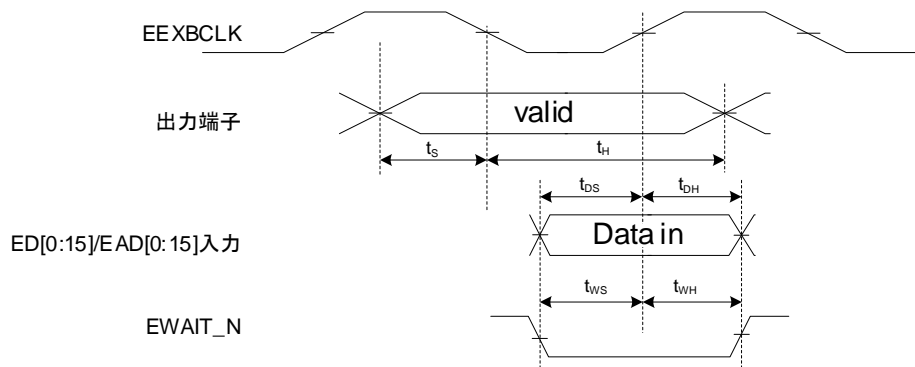 EEXBCLK
出力端子
valid
tS
tH
tDS
tDH
ED[0:15]/EAD[0:15]入力
Data in
tWS
tWH
EWAIT_N